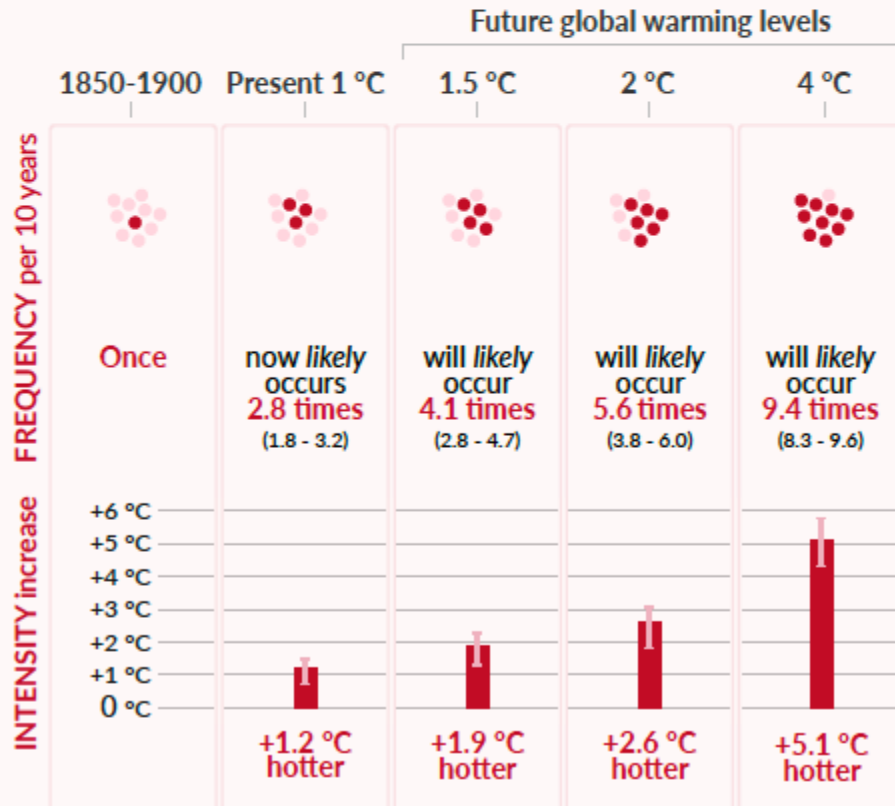 Future global warming levels
1850-1900 Present 1 °C 1.5 °C 2 °C 4 °C
FREQUENCY per 10 years
Once
now likely
occurs
2.8 times
(1.8 - 3.2)
will likely
occur
4.1 times
(2.8 - 4.7)
will likely
occur
5.6 times
(3.8 - 6.0)
will likely
occur
9.4 times
(8.3 - 9.6)
INTENSITY increase
+6 °C
+5 °C
+4 °C
+3 °C
+2 °C
+1 °C
0 °C
+1.2 °C
hotter
+1.9 °C
hotter
+2.6 °C
hotter
+5.1 °C
hotter